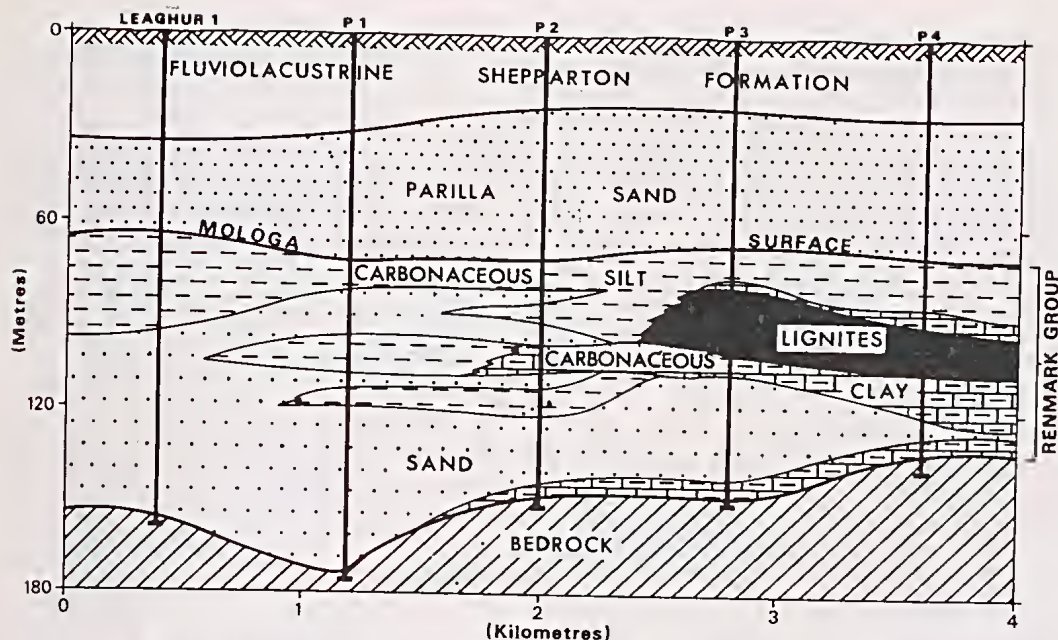 LEAGHUR 1 P 1 P 2 P 3 P 4
0
FLUVIOLACUSTRINE SHEPPARTON FORMATION
PARILLA SAND
60
MOLOGA SURFACE
CARBONACEOUS SILT
(Metres)
LIGNITES
CARBONACEOUS
CLAY
RENMARK GROUP
120
SAND
BEDROCK
180
0 1 2 3 4
(Kilometres)